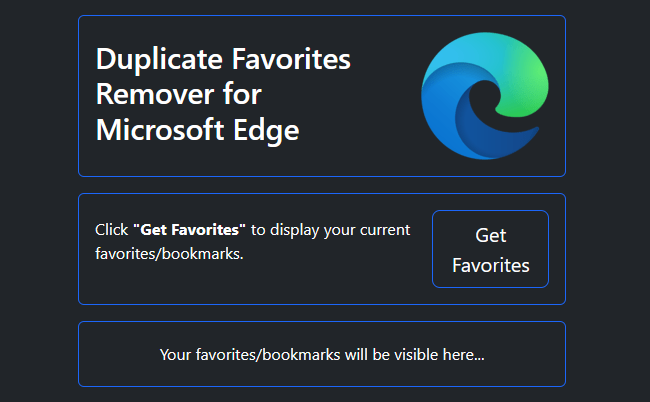 Duplicate Favorites
Remover for
Microsoft Edge
Click "Get Favorites" to display your current
favorites/bookmarks.
Get
Favorites
Your favorites/bookmarks will be visible here...